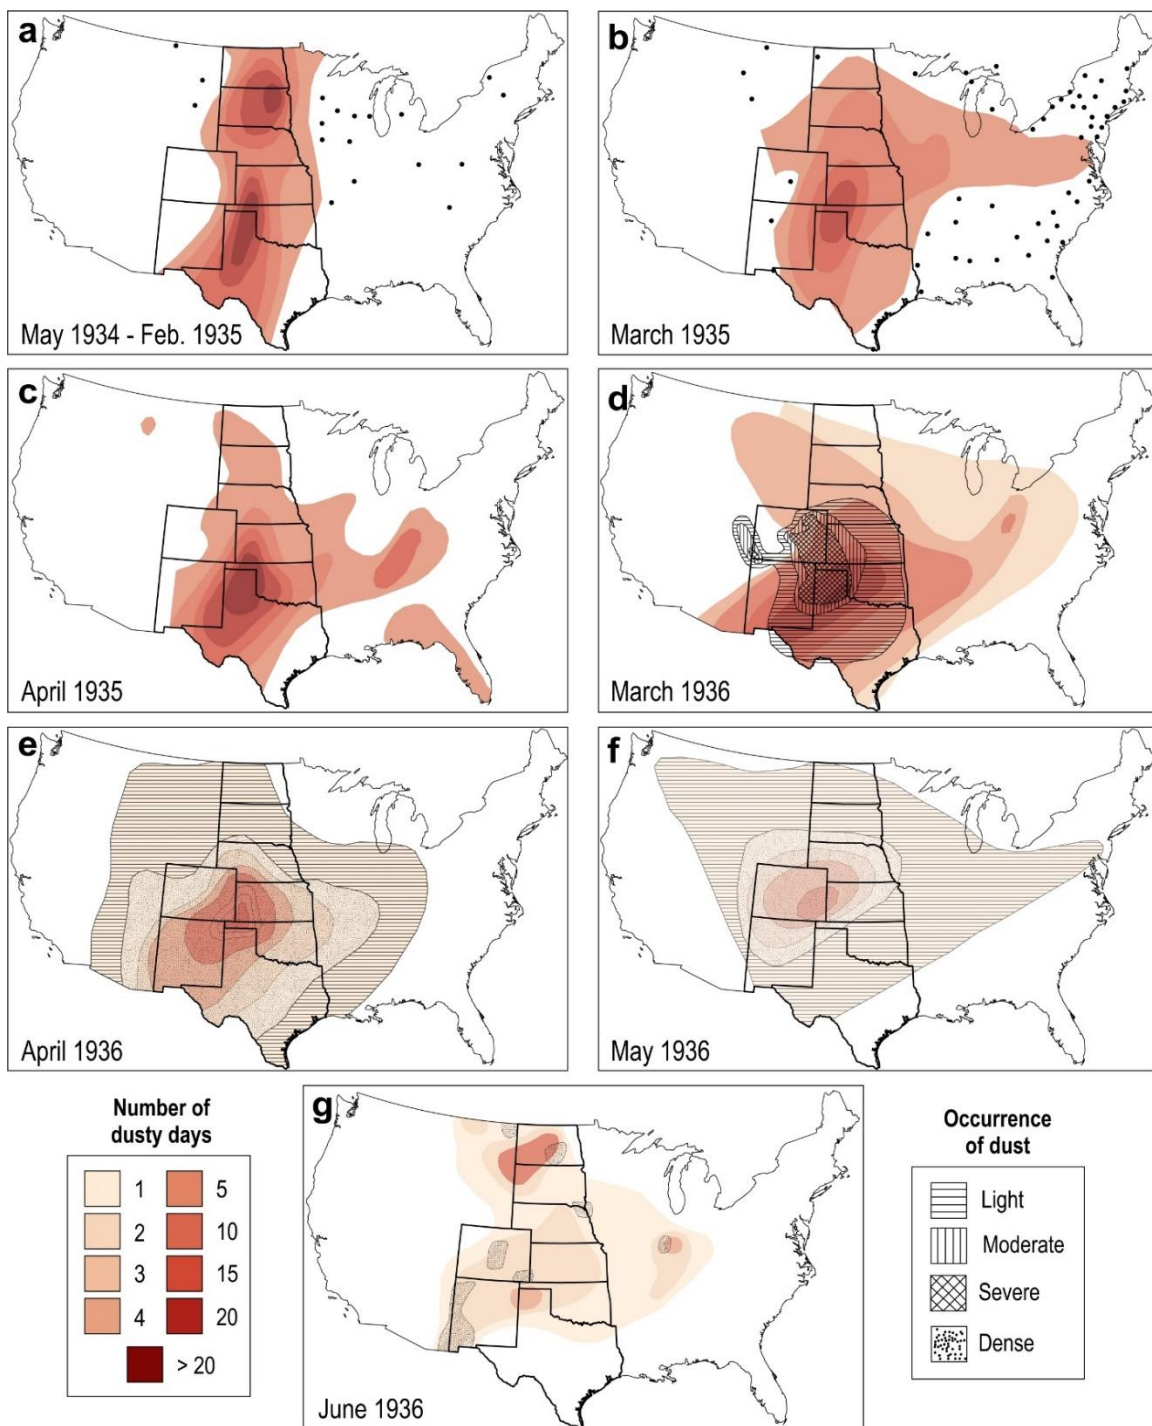 a
May 1934 - Feb. 1935
b
March 1935
c
April 1935
d
March 1936
e
April 1936
f
May 1936
Number of
dusty days
1
5
2
10
3
15
4
20
> 20
g
June 1936
Occurrence
of dust
Light
Moderate
Severe
Dense